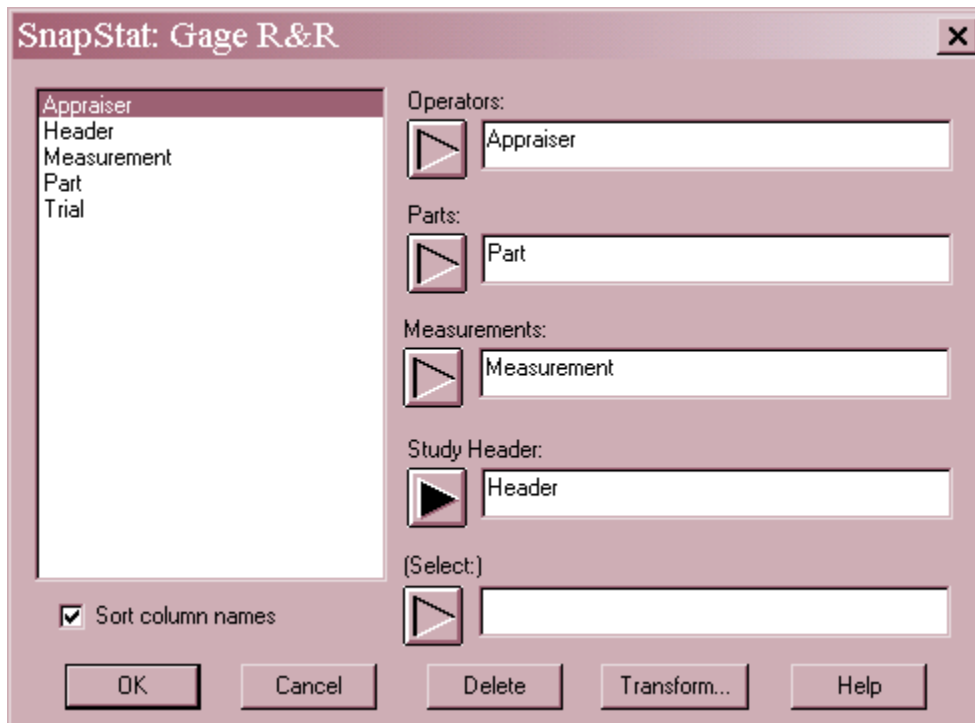 SnapStat: Gage R&R
Appraiser
Header
Measurement
Part
Trial
Sort column names
Operators:
Appraiser
Parts:
Part
Measurements:
Measurement
Study Header:
Header
(Select:)
OK
Cancel
Delete
Transform...
Help